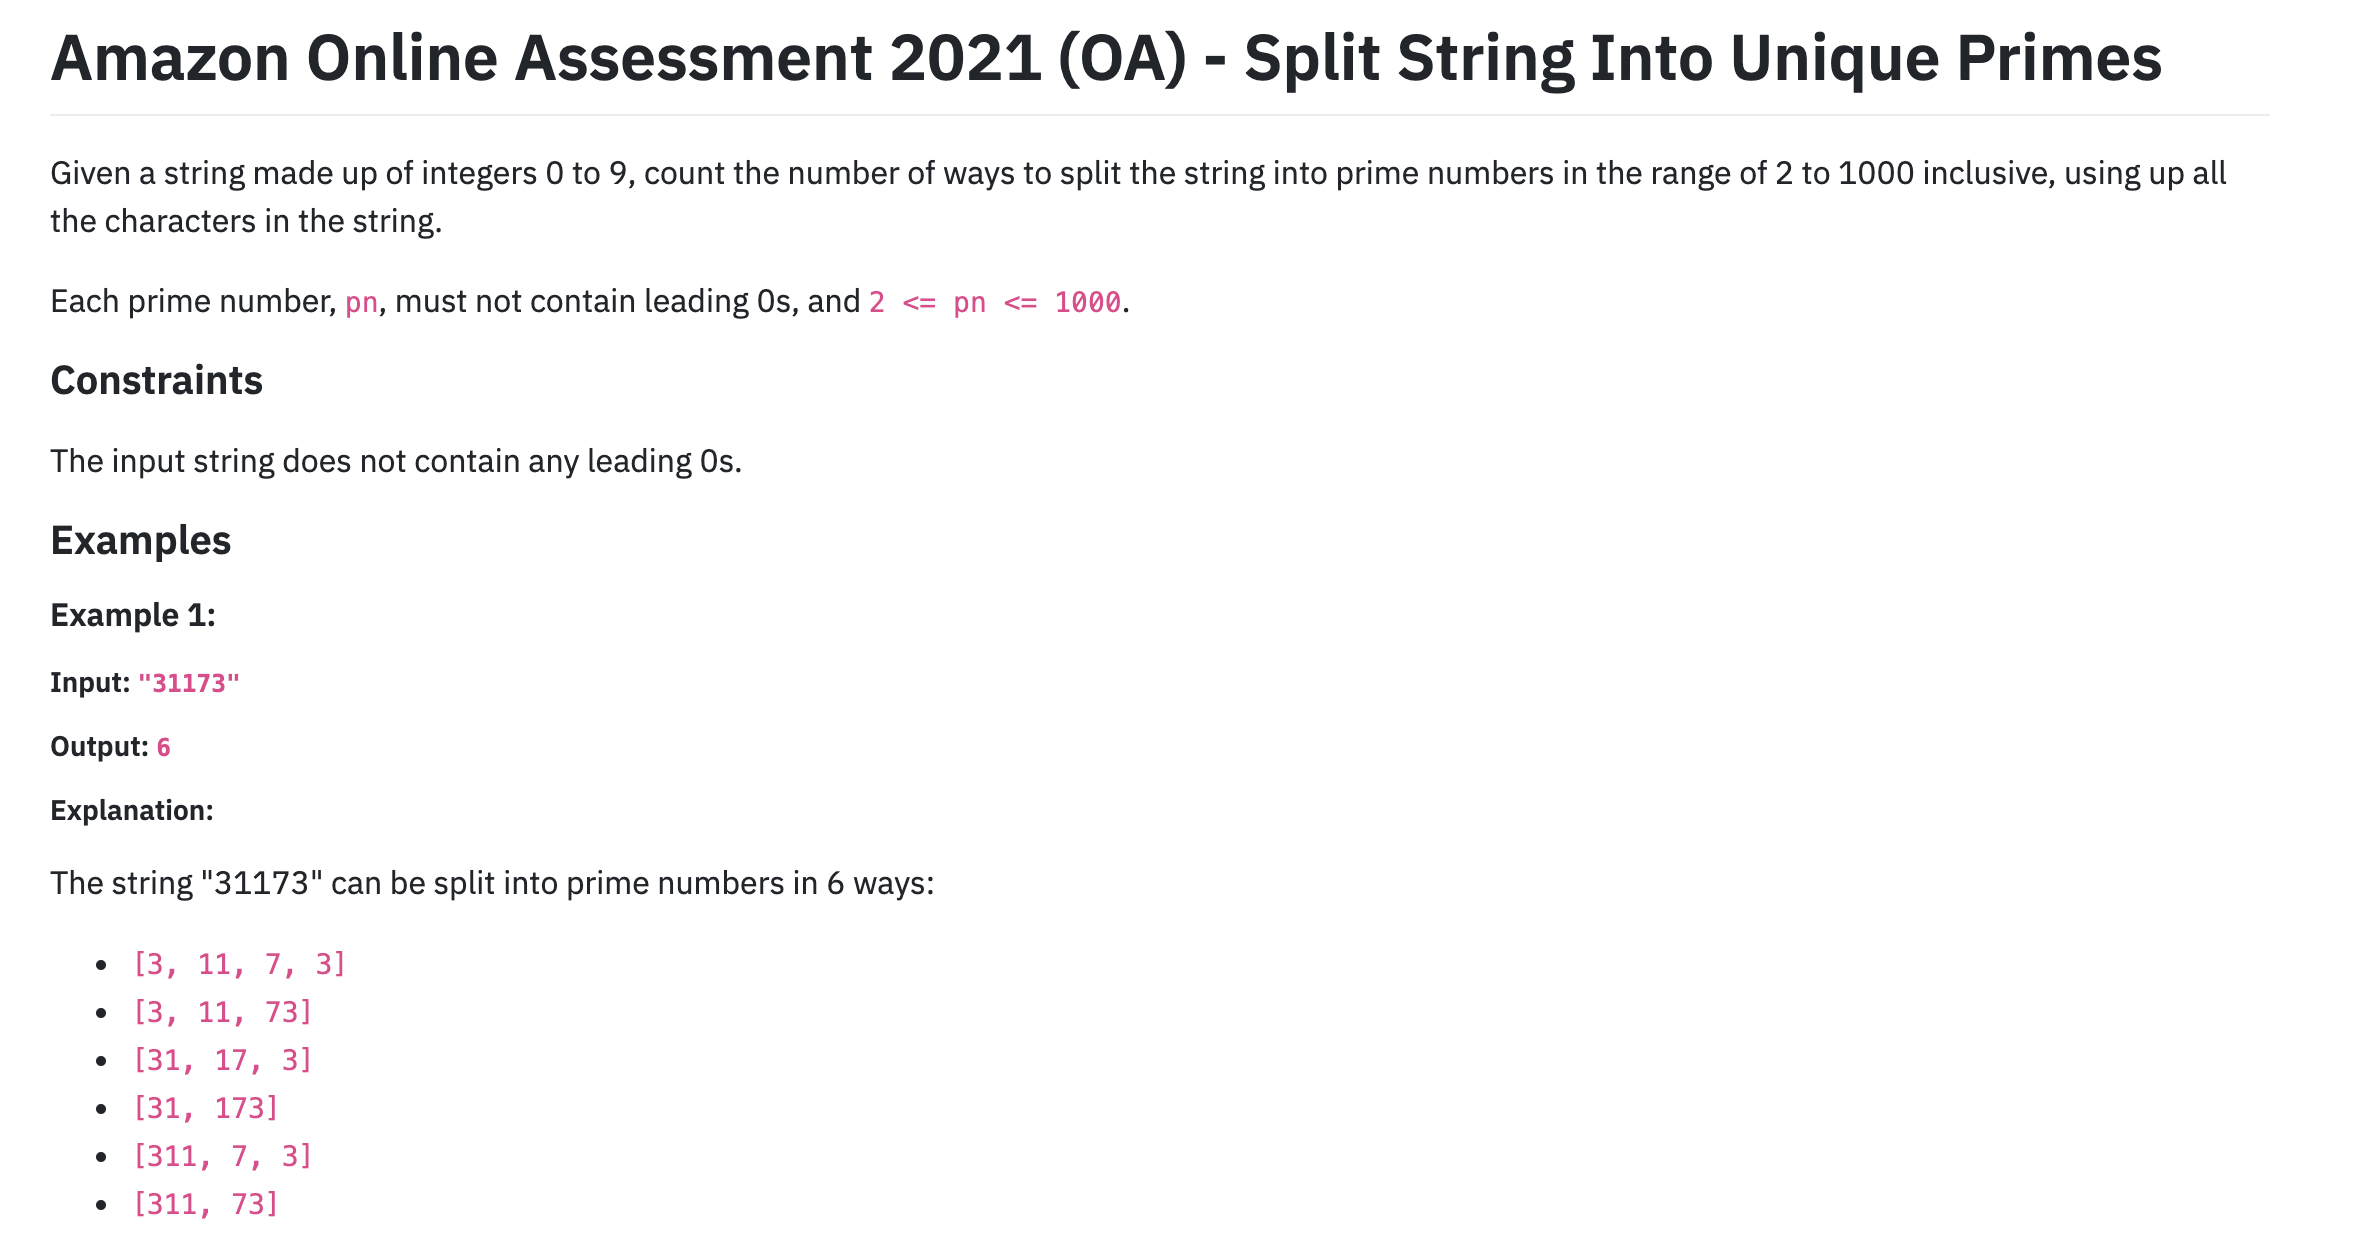 Amazon Online Assessment 2021 (OA) - Split String Into Unique Primes
Given a string made up of integers 0 to 9, count the number of ways to split the string into prime numbers in the range of 2 to 1000 inclusive, using up all
the characters in the string.
Each prime number, pn, must not contain leading 0s, and 2 <= pn <= 1000.
Constraints
The input string does not contain any leading 0s.
Examples
Example 1:
Input: "31173"
Output: 6
Explanation:
The string "31173" can be split into prime numbers in 6 ways:
• [3, 11, 7, 3]
• [3, 11, 73]
• [31, 17, 3]
• [31, 173]
• [311, 7, 3]
• [311, 73]